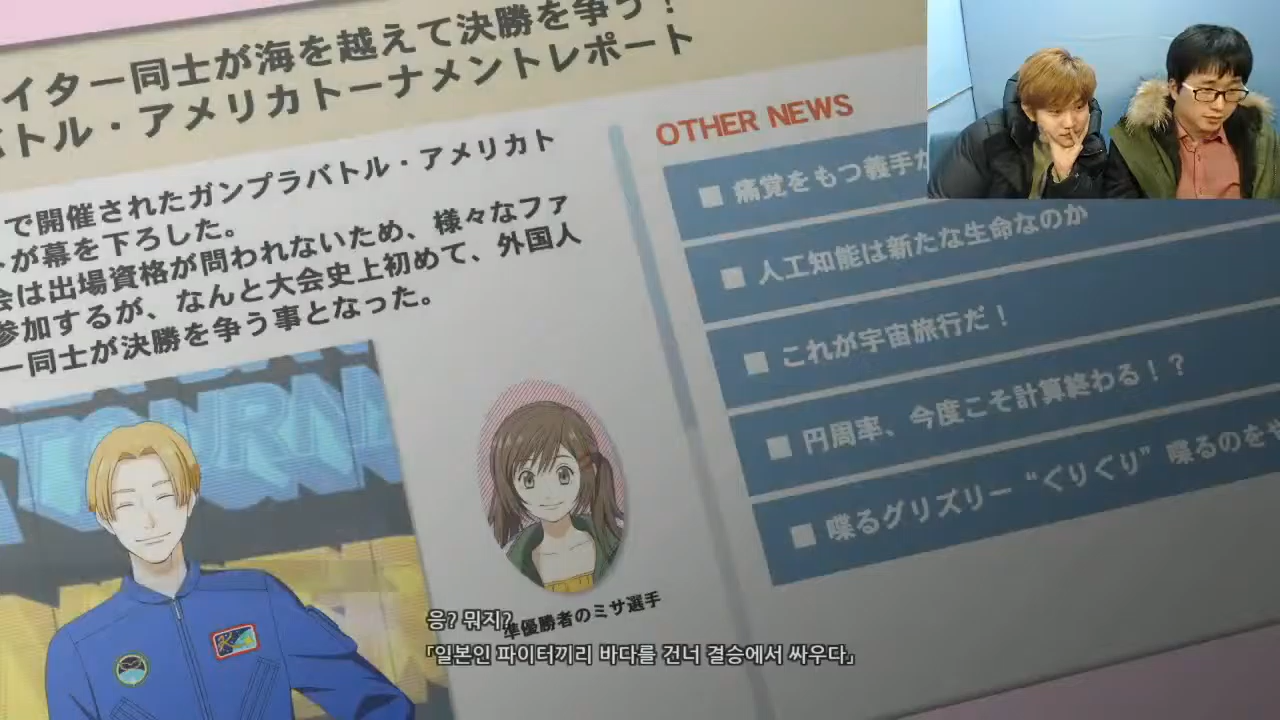 イター同士が海を越えて決勝を争う！
バトル・アメリカトーナメントレポート
で開催されたガンプラバトル・アメリカト
トが幕を下ろした。
会は出場資格が問われないため、様々なファ
参加するが、なんと大会史上初めて、外国人
ー同士が決勝を争う事となった。
OTHER NEWS
■ 痛覚をもつ義手が
■ 人工知能は新たな生命なのか
■ これが宇宙旅行だ！
■ 円周率、今度こそ計算終わる！？
■ 喋るグリズリー“ぐりぐり”喋るのをや
TOURNA
準優勝者のミサ選手
응? 뭐지?
「일본인 파이터끼리 바다를 건너 결승에서 싸우다」